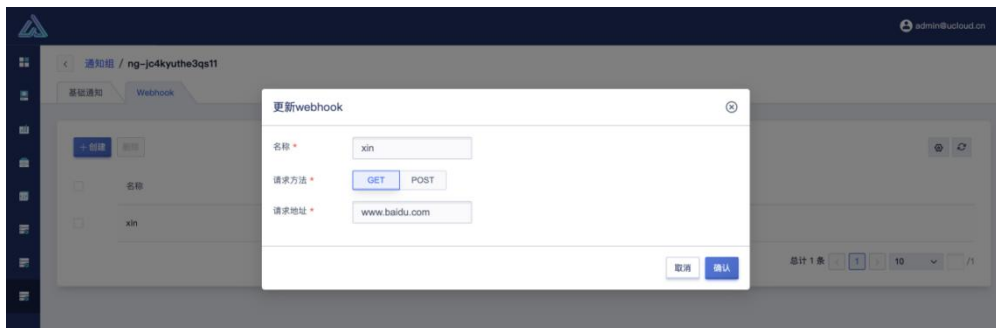 admin@ucloud.cn
通知组 / ng-jc4kyuthe3qs11
基础通知 Webhook
+ 创建 删除
名称
xin
总计 1 条 1 10 /1
更新webhook
名称 * xin
请求方法 * GET POST
请求地址 * www.baidu.com
取消 确认